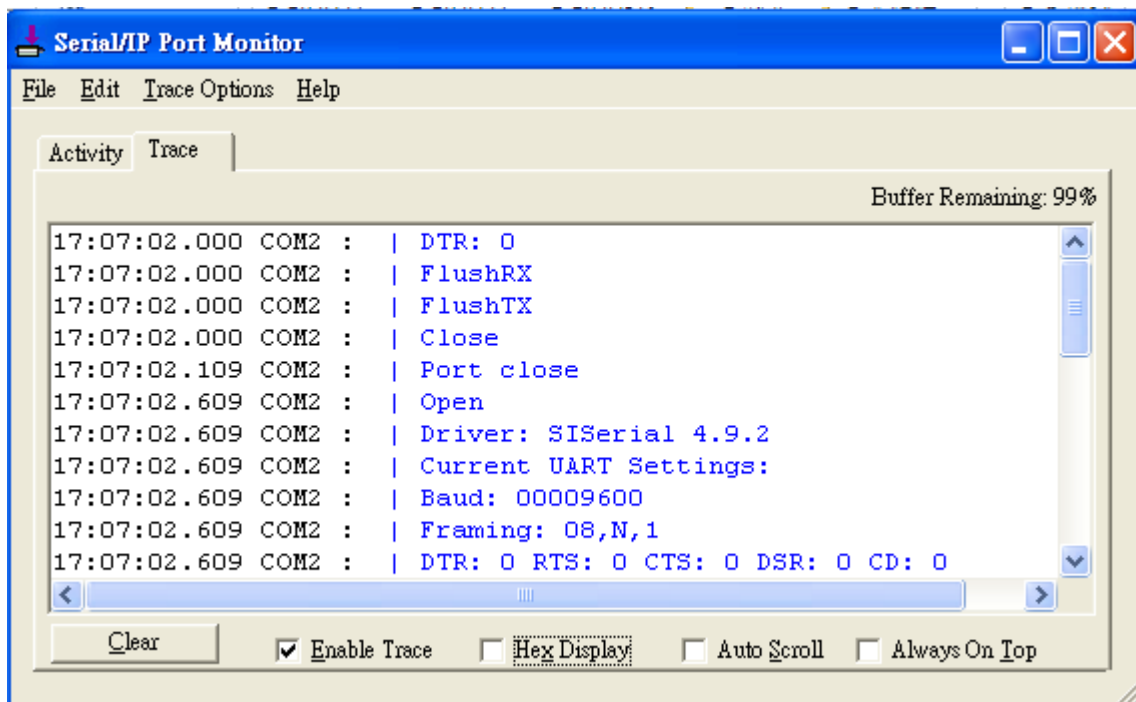 Serial/IP Port Monitor
File Edit Trace Options Help
Activity Trace
Buffer Remaining: 99%
17:07:02.000 COM2 : | DTR: 0
17:07:02.000 COM2 : | FlushRX
17:07:02.000 COM2 : | FlushTX
17:07:02.000 COM2 : | Close
17:07:02.109 COM2 : | Port close
17:07:02.609 COM2 : | Open
17:07:02.609 COM2 : | Driver: SISerial 4.9.2
17:07:02.609 COM2 : | Current UART Settings:
17:07:02.609 COM2 : | Baud: 00009600
17:07:02.609 COM2 : | Framing: 08,N,1
17:07:02.609 COM2 : | DTR: 0 RTS: 0 CTS: 0 DSR: 0 CD: 0
Clear Enable Trace Hex Display Auto Scroll Always On Top